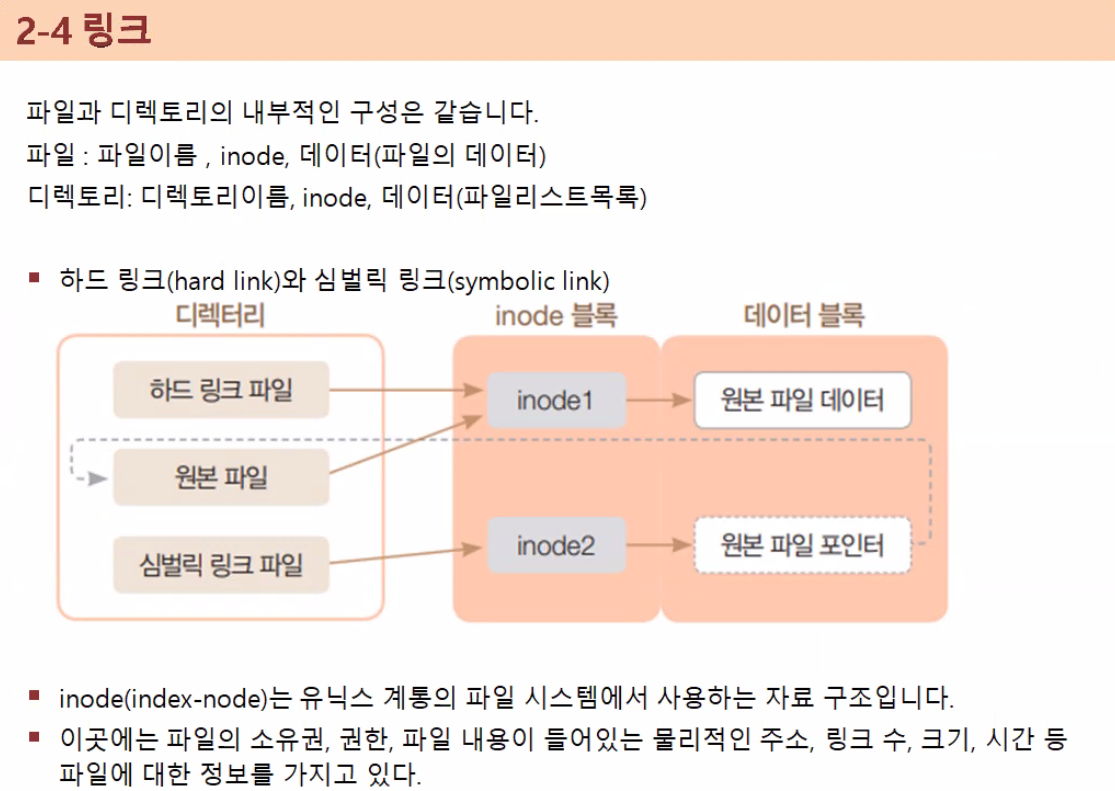 2-4 링크
파일과 디렉토리의 내부적인 구성은 같습니다.
파일 : 파일이름 , inode, 데이터(파일의 데이터)
디렉토리: 디렉토리이름, inode, 데이터(파일리스트목록)
▪ 하드 링크(hard link)와 심벌릭 링크(symbolic link)
디렉터리
inode 블록
데이터 블록
하드 링크 파일
inode1
원본 파일 데이터
원본 파일
심벌릭 링크 파일
inode2
원본 파일 포인터
▪ inode(index-node)는 유닉스 계통의 파일 시스템에서 사용하는 자료 구조입니다.
▪ 이곳에는 파일의 소유권, 권한, 파일 내용이 들어있는 물리적인 주소, 링크 수, 크기, 시간 등
파일에 대한 정보를 가지고 있다.